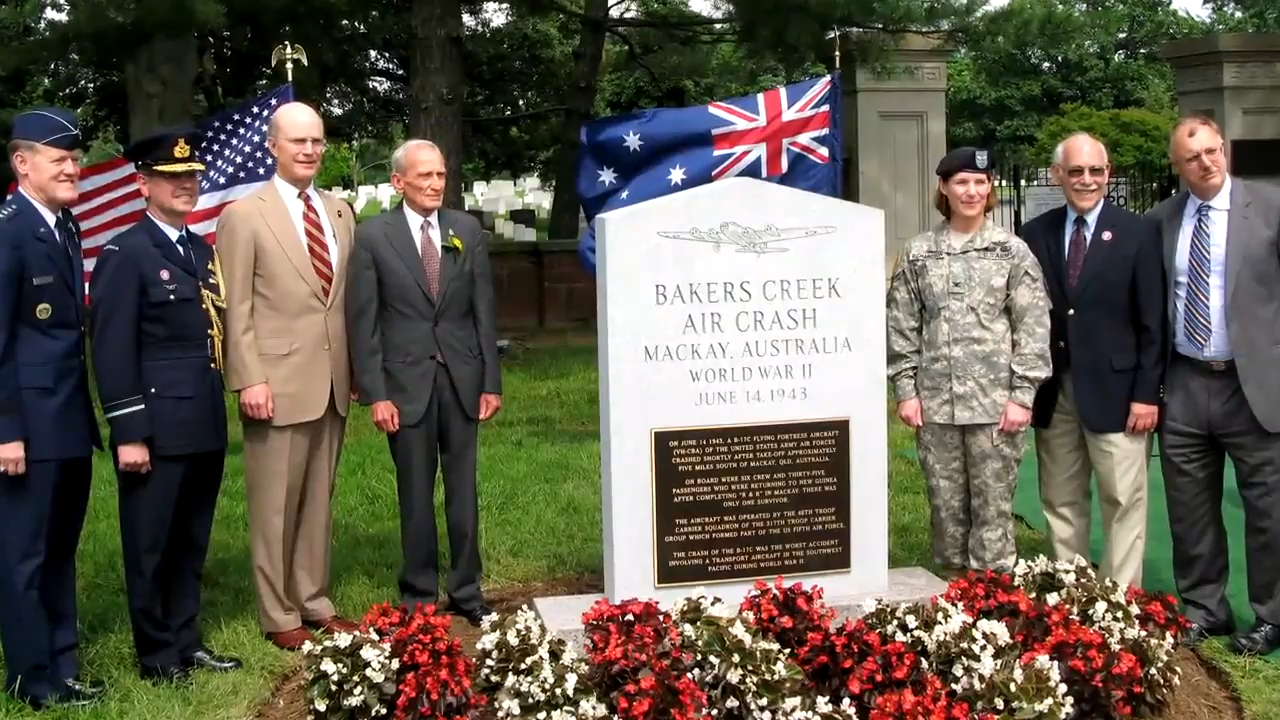 BAKERS CREEK
AIR CRASH
MACKAY, AUSTRALIA
WORLD WAR II
JUNE 14, 1943
ON JUNE 14 1943, A B-17C FLYING FORTRESS AIRCRAFT
(VH-CBA) OF THE UNITED STATES ARMY AIR FORCES
CRASHED SHORTLY AFTER TAKE-OFF APPROXIMATELY
FIVE MILES SOUTH OF MACKAY, QLD, AUSTRALIA.
ON BOARD WERE SIX CREW AND THIRTY-FIVE
PASSENGERS WHO WERE RETURNING TO NEW GUINEA
AFTER COMPLETING "R & R" IN MACKAY. THERE WAS
ONLY ONE SURVIVOR.
THE AIRCRAFT WAS OPERATED BY THE 46TH TROOP
CARRIER SQUADRON OF THE 317TH TROOP CARRIER
GROUP WHICH FORMED PART OF THE US FIFTH AIR FORCE.
THE CRASH OF THE B-17C WAS THE WORST ACCIDENT
INVOLVING A TRANSPORT AIRCRAFT IN THE SOUTHWEST
PACIFIC DURING WORLD WAR II.
U.S. ARMY